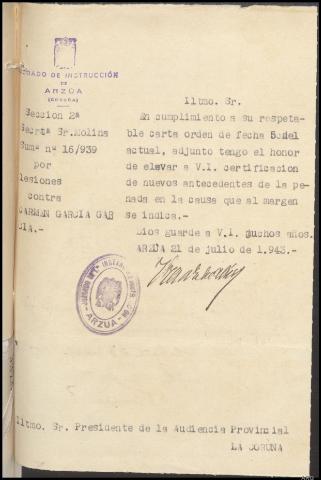 JUZGADO DE INSTRUCCIÓN
DE
ARZUA
(CORUÑA)
Seccion 2ª
Secrtª Sr.Molina
Sumº nº 16/939
por
lesiones
contra
CARMEN GARCIA GAR
CIA.-
Iltmo. Sr.
En cumplimiento a su respeta-
ble carta orden de fecha 5 del
actual, adjunto tengo el honor
de elevar a V.I. certificacion
de nuevos antecedentes de la pe-
nada en la causa que al margen
se indica.-
Dios guarde a V.I. muchos años.
ARZUA 21 de julio de 1.943.-
ARZUA
Iltmo. Sr. Presidente de la Audiencia Provincial
LA CORUÑA